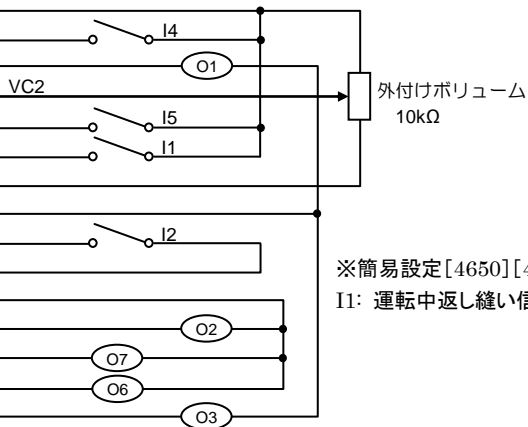 I4
O1
VC2
外付けボリューム
10kΩ
I5
I1
I2
※簡易設定[4650][4
I1: 運転中返し縫い信
O2
O7
O6
O3